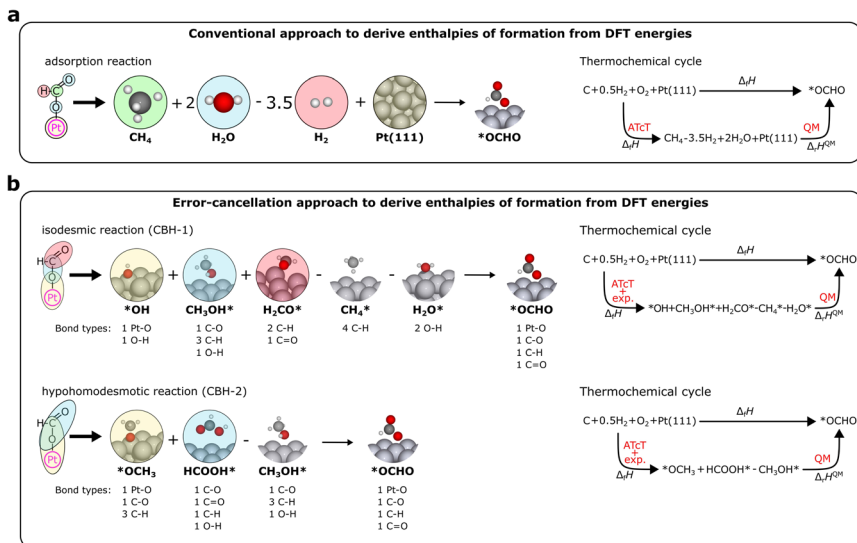 a
Conventional approach to derive enthalpies of formation from DFT energies
adsorption reaction
H C O O Pt
+ 2 - 3.5 +
CH₄ H₂O H₂ Pt(111) *OCHO
Thermochemical cycle
C+0.5H₂+O₂+Pt(111) ΔfH *OCHO
ATcT ΔfH CH₄-3.5H₂+2H₂O+Pt(111) QM ΔrH^QM
b
Error-cancellation approach to derive enthalpies of formation from DFT energies
isodesmic reaction (CBH-1)
H-C O O Pt
+ + - -
*OH CH₃OH* H₂CO* CH₄* H₂O* *OCHO
Bond types: 1 Pt-O 1 C-O 2 C-H 4 C-H 2 O-H 1 Pt-O
1 O-H 3 C-H 1 C=O 1 C-O
1 O-H 1 C-H
1 C=O
Thermochemical cycle
C+0.5H₂+O₂+Pt(111) ΔfH *OCHO
ATcT + exp. ΔfH *OH+CH₃OH*+H₂CO*-CH₄*-H₂O* QM ΔrH^QM
hypohomodesmotic reaction (CBH-2)
H-C O O Pt
+ -
*OCH₃ HCOOH* CH₃OH* *OCHO
Bond types: 1 Pt-O 1 C-O 1 C-O 1 Pt-O
1 C-O 1 C=O 3 C-H 1 C-O
3 C-H 1 C-H 1 O-H 1 C-H
1 O-H 1 C=O
Thermochemical cycle
C+0.5H₂+O₂+Pt(111) ΔfH *OCHO
ATcT + exp. ΔfH *OCH₃+HCOOH*-CH₃OH* QM ΔrH^QM